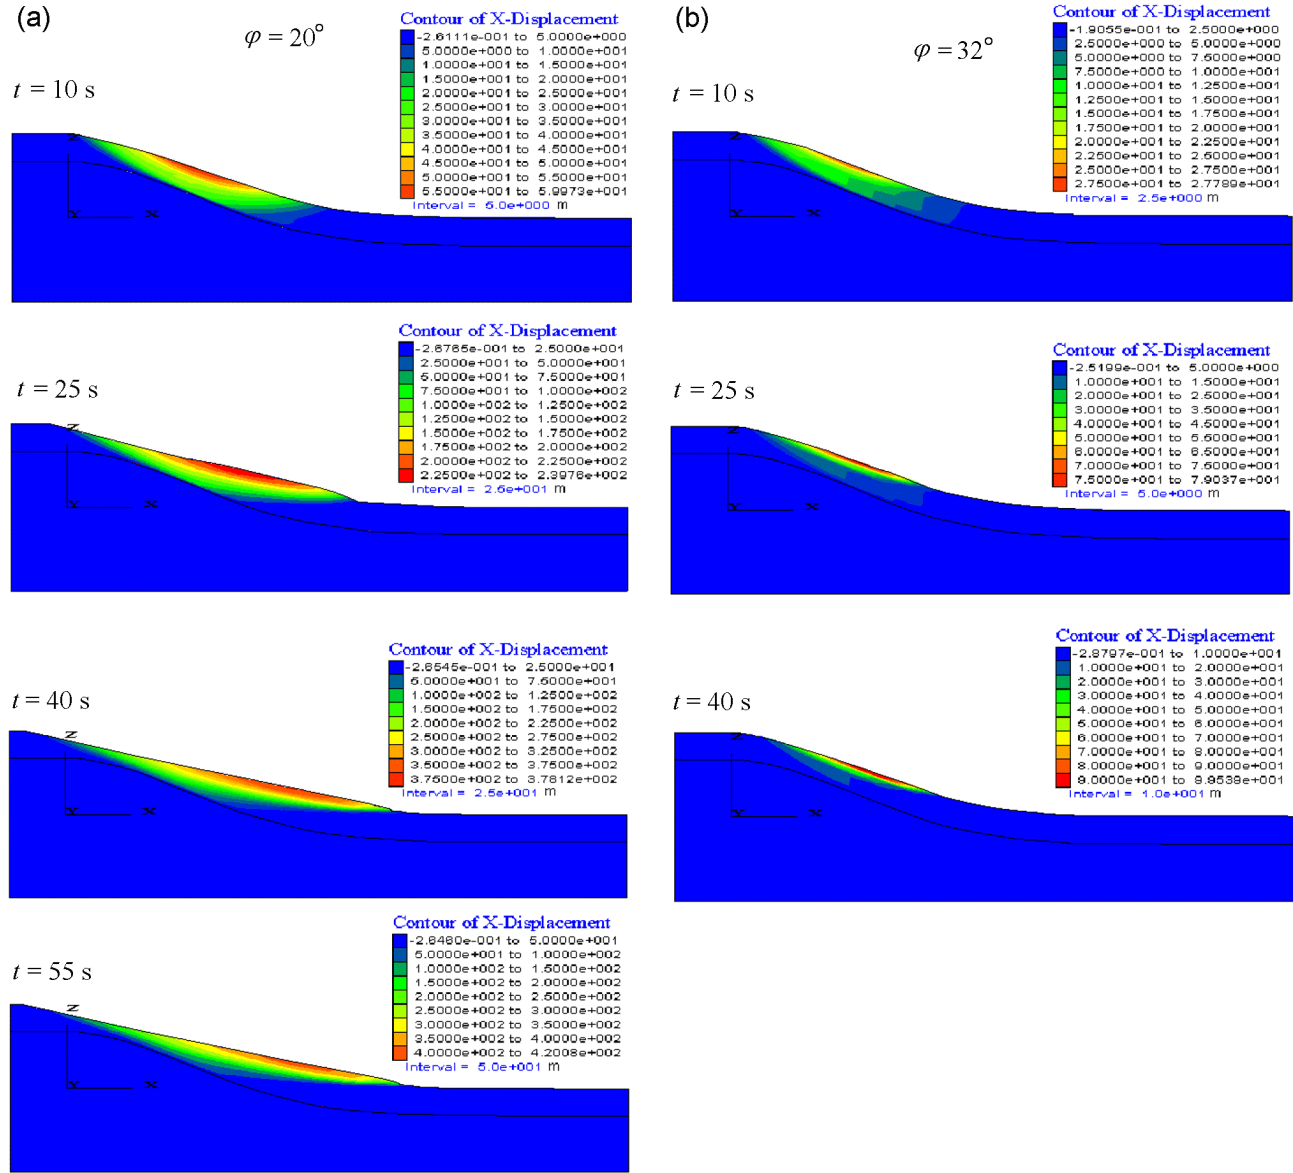 (a)
φ = 20°
t = 10 s
Contour of X-Displacement
-2.6111e-001 to 5.0000e+000
5.0000e+000 to 1.0000e+001
1.0000e+001 to 1.5000e+001
1.5000e+001 to 2.0000e+001
2.0000e+001 to 2.5000e+001
2.5000e+001 to 3.0000e+001
3.0000e+001 to 3.5000e+001
3.5000e+001 to 4.0000e+001
4.0000e+001 to 4.5000e+001
4.5000e+001 to 5.0000e+001
5.0000e+001 to 5.5000e+001
5.5000e+001 to 5.9973e+001
Interval = 5.0e+000 m
Z
Y X
t = 25 s
Contour of X-Displacement
-2.6765e-001 to 2.5000e+001
2.5000e+001 to 5.0000e+001
5.0000e+001 to 7.5000e+001
7.5000e+001 to 1.0000e+002
1.0000e+002 to 1.2500e+002
1.2500e+002 to 1.5000e+002
1.5000e+002 to 1.7500e+002
1.7500e+002 to 2.0000e+002
2.0000e+002 to 2.2500e+002
2.2500e+002 to 2.3976e+002
Interval = 2.5e+001 m
Z
Y X
t = 40 s
Contour of X-Displacement
-2.6545e-001 to 2.5000e+001
5.0000e+001 to 7.5000e+001
1.0000e+002 to 1.2500e+002
1.5000e+002 to 1.7500e+002
2.0000e+002 to 2.2500e+002
2.5000e+002 to 2.7500e+002
3.0000e+002 to 3.2500e+002
3.5000e+002 to 3.7500e+002
3.7500e+002 to 3.7812e+002
Interval = 2.5e+001 m
Z
Y X
t = 55 s
Contour of X-Displacement
-2.6460e-001 to 5.0000e+001
5.0000e+001 to 1.0000e+002
1.0000e+002 to 1.5000e+002
1.5000e+002 to 2.0000e+002
2.0000e+002 to 2.5000e+002
2.5000e+002 to 3.0000e+002
3.0000e+002 to 3.5000e+002
3.5000e+002 to 4.0000e+002
4.0000e+002 to 4.2008e+002
Interval = 5.0e+001 m
Z
Y X
(b)
φ = 32°
t = 10 s
Contour of X-Displacement
-1.9055e-001 to 2.5000e+000
2.5000e+000 to 5.0000e+000
5.0000e+000 to 7.5000e+000
7.5000e+000 to 1.0000e+001
1.0000e+001 to 1.2500e+001
1.2500e+001 to 1.5000e+001
1.5000e+001 to 1.7500e+001
1.7500e+001 to 2.0000e+001
2.0000e+001 to 2.2500e+001
2.2500e+001 to 2.5000e+001
2.5000e+001 to 2.7500e+001
2.7500e+001 to 2.7789e+001
Interval = 2.5e+000 m
Z
Y X
t = 25 s
Contour of X-Displacement
-2.5199e-001 to 5.0000e+000
1.0000e+001 to 1.5000e+001
2.0000e+001 to 2.5000e+001
3.0000e+001 to 3.5000e+001
4.0000e+001 to 4.5000e+001
5.0000e+001 to 5.5000e+001
6.0000e+001 to 6.5000e+001
7.0000e+001 to 7.5000e+001
7.5000e+001 to 7.9037e+001
Interval = 5.0e+000 m
Z
Y X
t = 40 s
Contour of X-Displacement
-2.8797e-001 to 1.0000e+001
1.0000e+001 to 2.0000e+001
2.0000e+001 to 3.0000e+001
3.0000e+001 to 4.0000e+001
4.0000e+001 to 5.0000e+001
5.0000e+001 to 6.0000e+001
6.0000e+001 to 7.0000e+001
7.0000e+001 to 8.0000e+001
8.0000e+001 to 9.0000e+001
9.0000e+001 to 9.9539e+001
Interval = 1.0e+001 m
Z
Y X